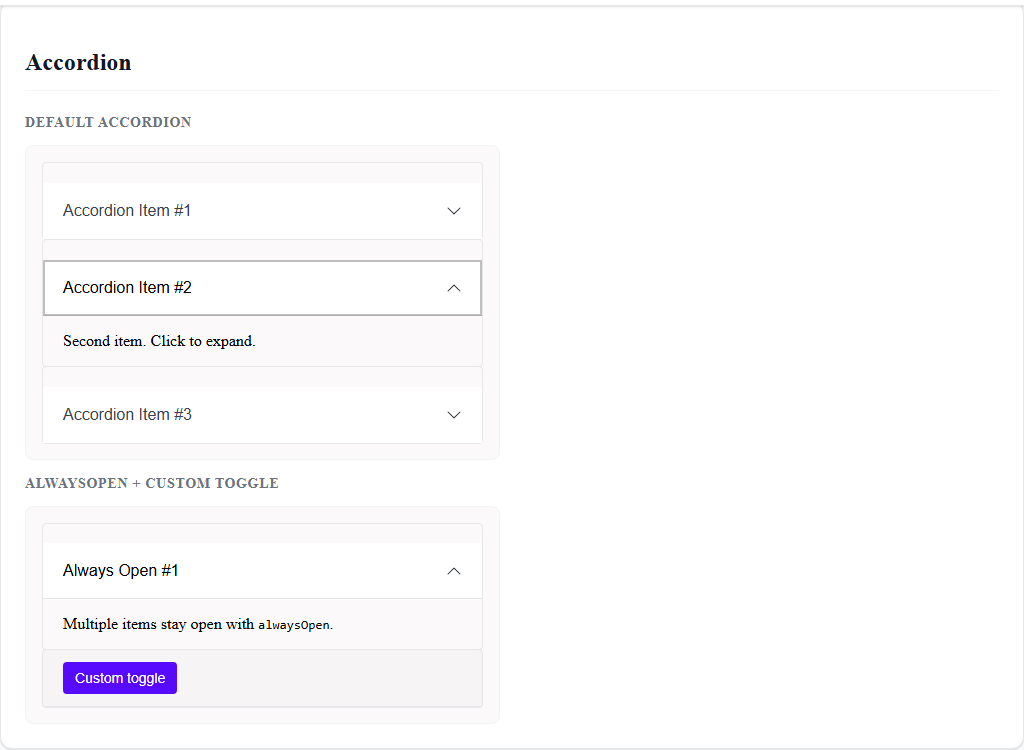 Accordion
DEFAULT ACCORDION
Accordion Item #1
Accordion Item #2
Second item. Click to expand.
Accordion Item #3
ALWAYSOPEN + CUSTOM TOGGLE
Always Open #1
Multiple items stay open with alwaysOpen.
Custom toggle